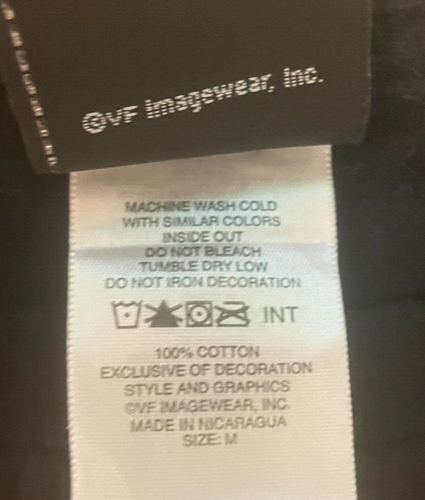 ©VF Imagewear, Inc.
MACHINE WASH COLD
WITH SIMILAR COLORS
INSIDE OUT
DO NOT BLEACH
TUMBLE DRY LOW
DO NOT IRON DECORATION
INT
100% COTTON
EXCLUSIVE OF DECORATION
STYLE AND GRAPHICS
©VF IMAGEWEAR, INC.
MADE IN NICARAGUA
SIZE: M